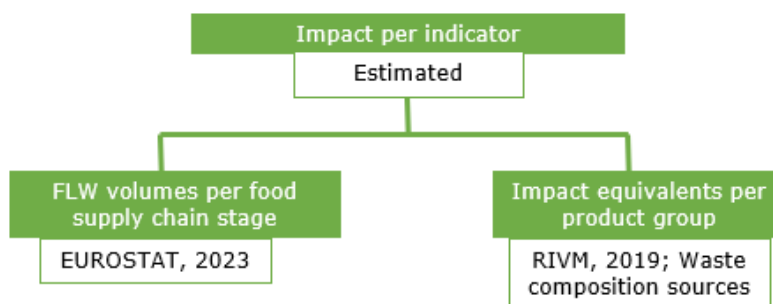 Impact per indicator
Estimated
FLW volumes per food
supply chain stage
EUROSTAT, 2023
Impact equivalents per
product group
RIVM, 2019; Waste
composition sources